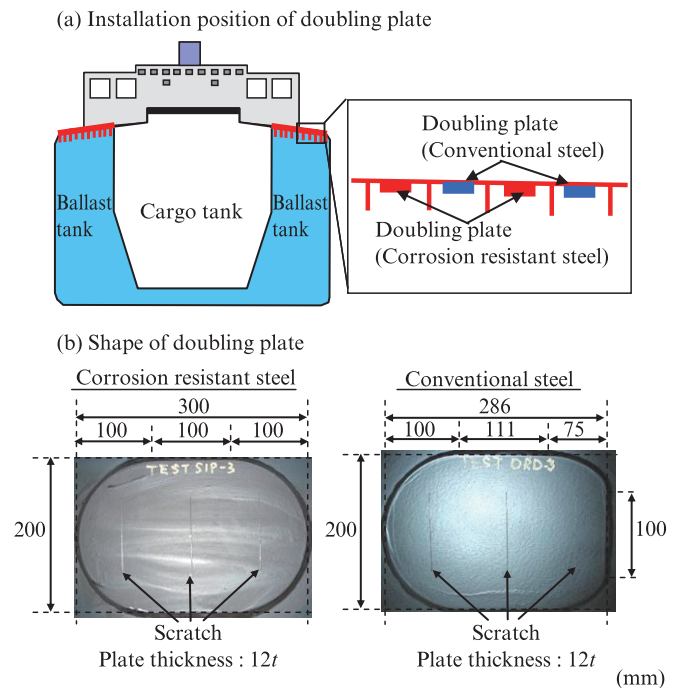 (a) Installation position of doubling plate
Doubling plate
(Conventional steel)
Ballast
tank
Cargo tank
Ballast
tank
Doubling plate
(Corrosion resistant steel)
(b) Shape of doubling plate
Corrosion resistant steel
300
100 100 100
TEST SIP-3
200
Scratch
Plate thickness : 12t
Conventional steel
286
100 111 75
TEST ORD-3
200
100
Scratch
Plate thickness : 12t
(mm)